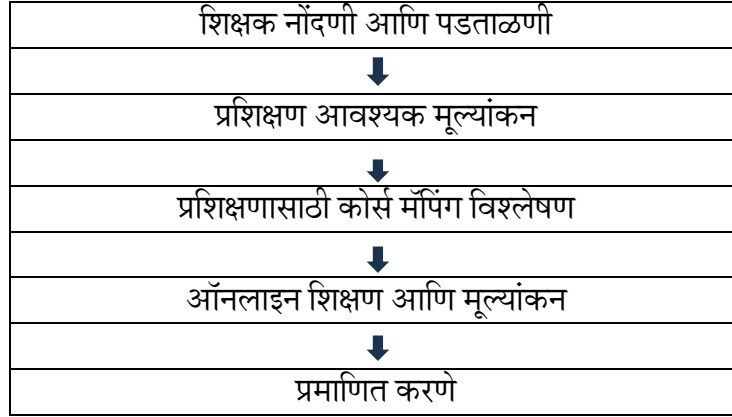 शिक्षक नोंदणी आणि पडताळणी
प्रशिक्षण आवश्यक मूल्यांकन
प्रशिक्षणासाठी कोर्स मॅपिंग विश्लेषण
ऑनलाइन शिक्षण आणि मूल्यांकन
प्रमाणित करणे